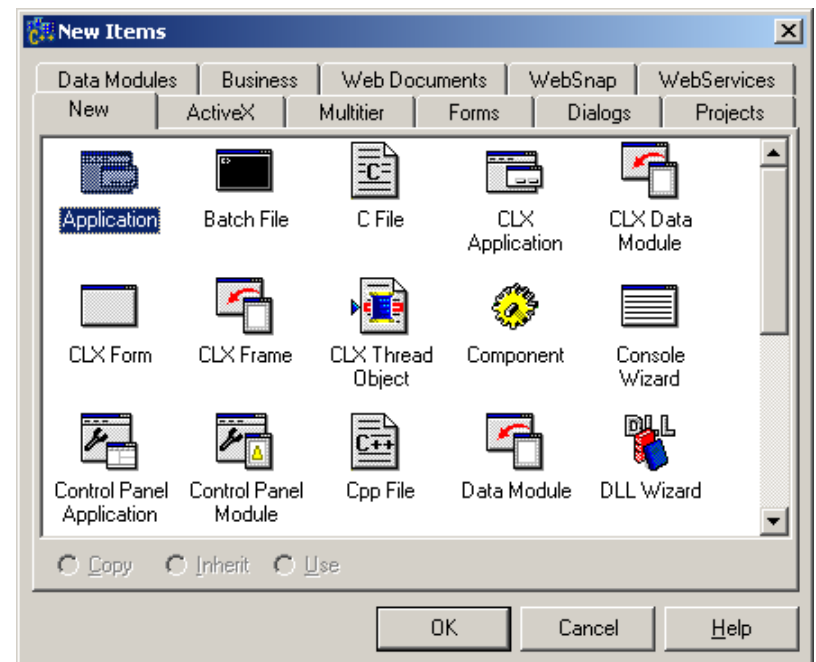 New Items
Data Modules Business Web Documents WebSnap WebServices
New ActiveX Multitier Forms Dialogs Projects
Application Batch File C File CLX Application CLX Data Module
CLX Form CLX Frame CLX Thread Object Component Console Wizard
Control Panel Application Control Panel Module Cpp File Data Module DLL Wizard
Copy Inherit Use
OK Cancel Help